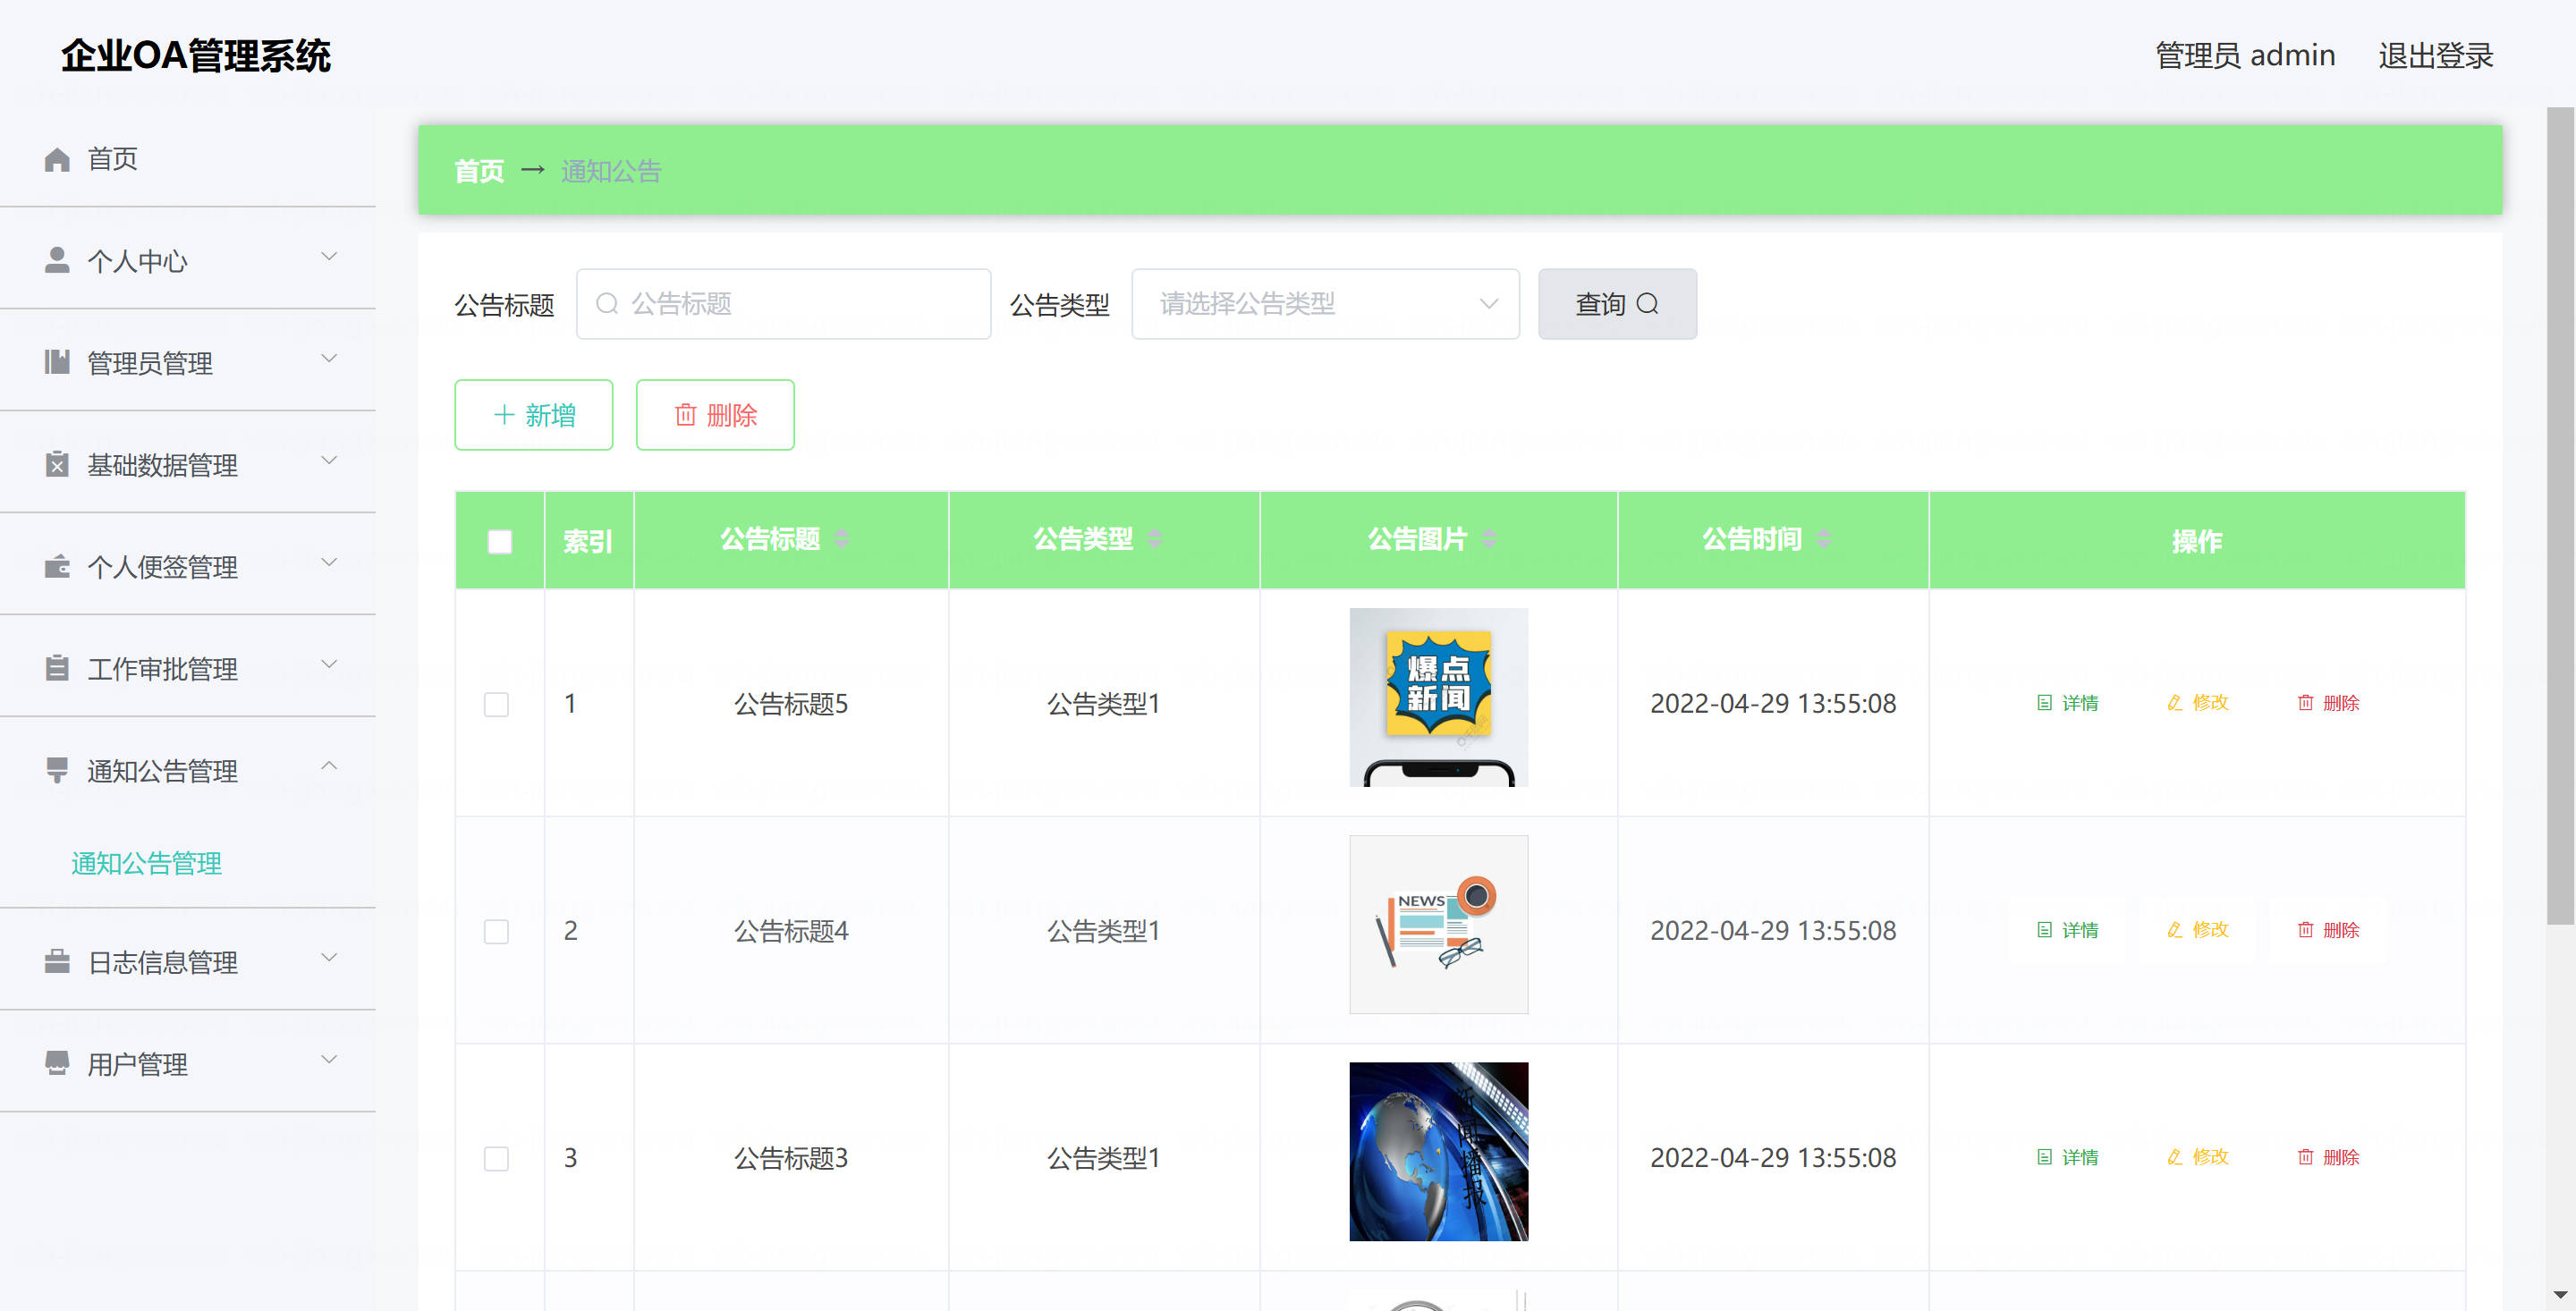 企业OA管理系统
管理员 admin 退出登录
首页
个人中心
管理员管理
基础数据管理
个人便签管理
工作审批管理
通知公告管理
通知公告管理
日志信息管理
用户管理
首页 → 通知公告
公告标题 公告标题 公告类型 请选择公告类型 查询
新增 删除
索引 公告标题 公告类型 公告图片 公告时间 操作
1 公告标题5 公告类型1 2022-04-29 13:55:08 详情 修改 删除
爆点
新闻
2 公告标题4 公告类型1 2022-04-29 13:55:08 详情 修改 删除
NEWS
3 公告标题3 公告类型1 2022-04-29 13:55:08 详情 修改 删除
新闻播报